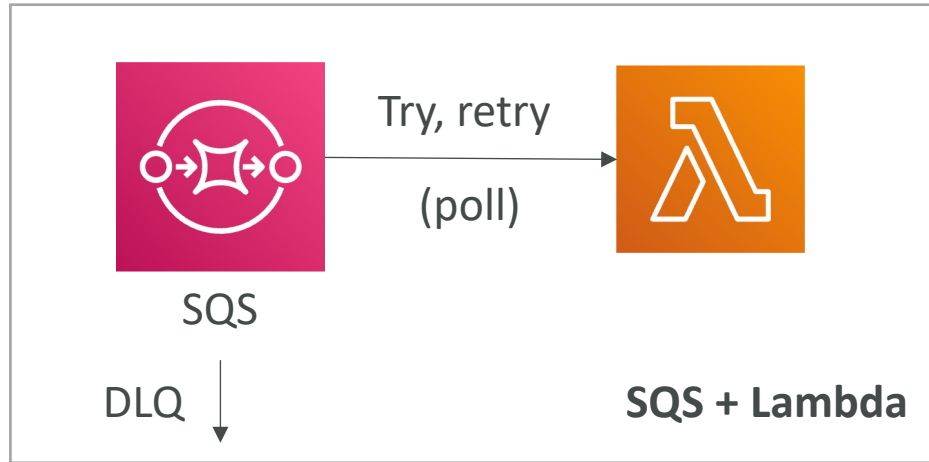 Try, retry
(poll)
SQS
DLQ
SQS + Lambda